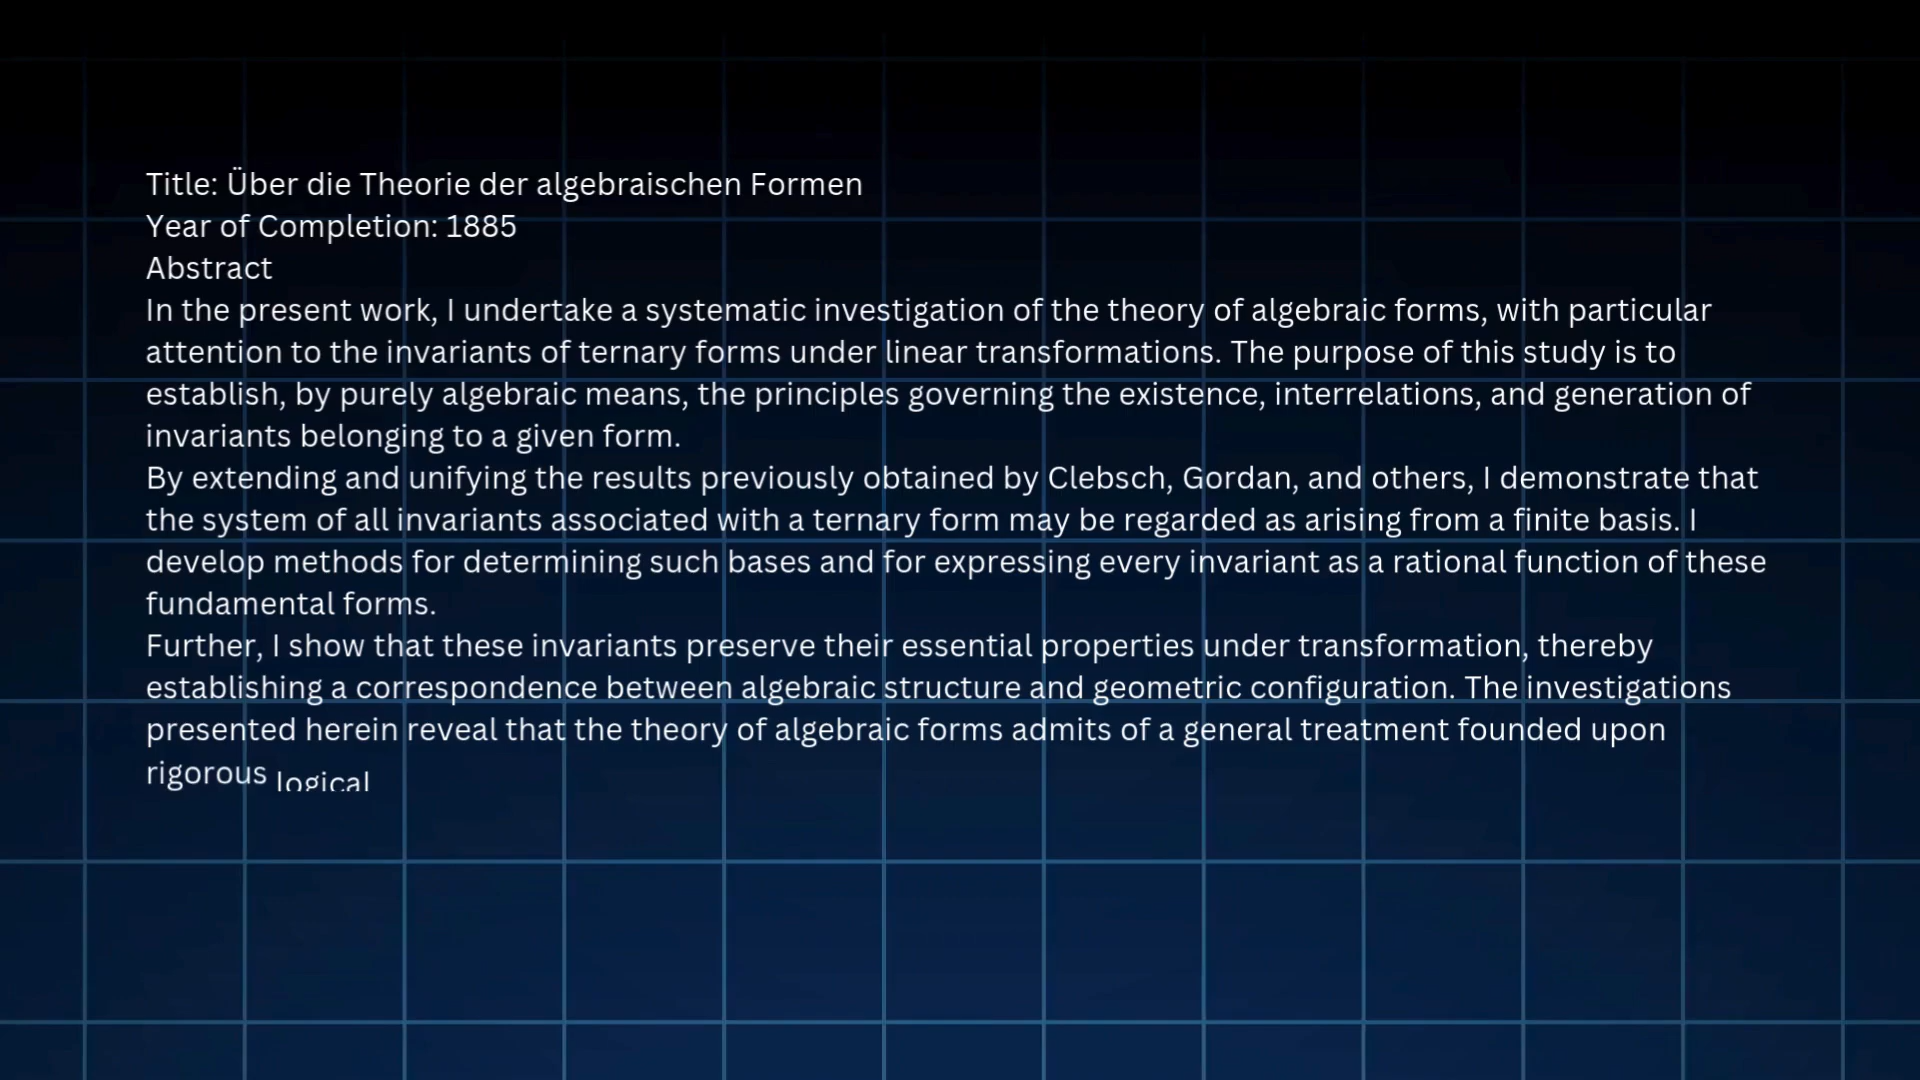 Title: Über die Theorie der algebraischen Formen
Year of Completion: 1885
Abstract
In the present work, I undertake a systematic investigation of the theory of algebraic forms, with particular
attention to the invariants of ternary forms under linear transformations. The purpose of this study is to
establish, by purely algebraic means, the principles governing the existence, interrelations, and generation of
invariants belonging to a given form.
By extending and unifying the results previously obtained by Clebsch, Gordan, and others, I demonstrate that
the system of all invariants associated with a ternary form may be regarded as arising from a finite basis. I
develop methods for determining such bases and for expressing every invariant as a rational function of these
fundamental forms.
Further, I show that these invariants preserve their essential properties under transformation, thereby
establishing a correspondence between algebraic structure and geometric configuration. The investigations
presented herein reveal that the theory of algebraic forms admits of a general treatment founded upon
rigorous logical